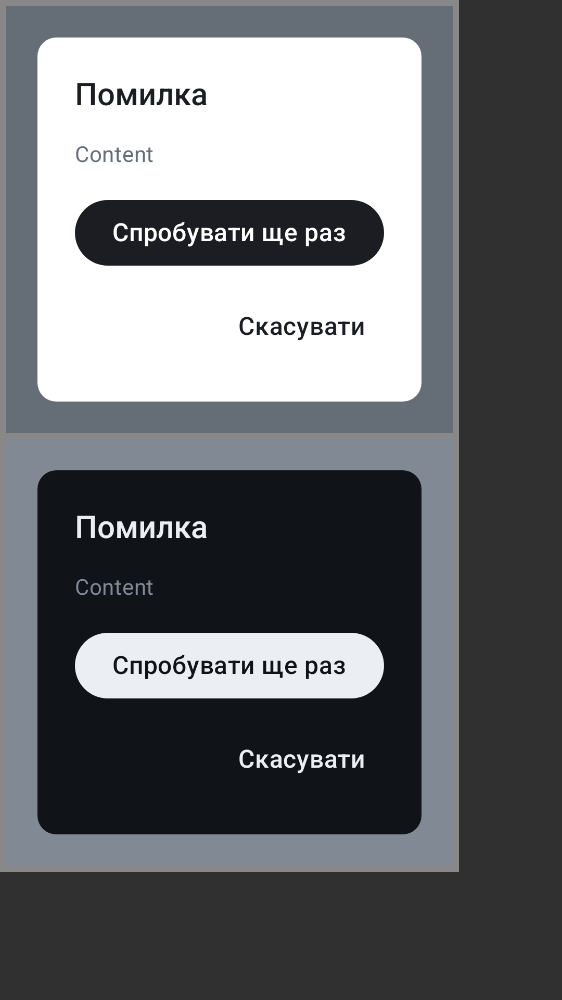 Помилка
Content
Спробувати ще раз
Скасувати
Помилка
Content
Спробувати ще раз
Скасувати